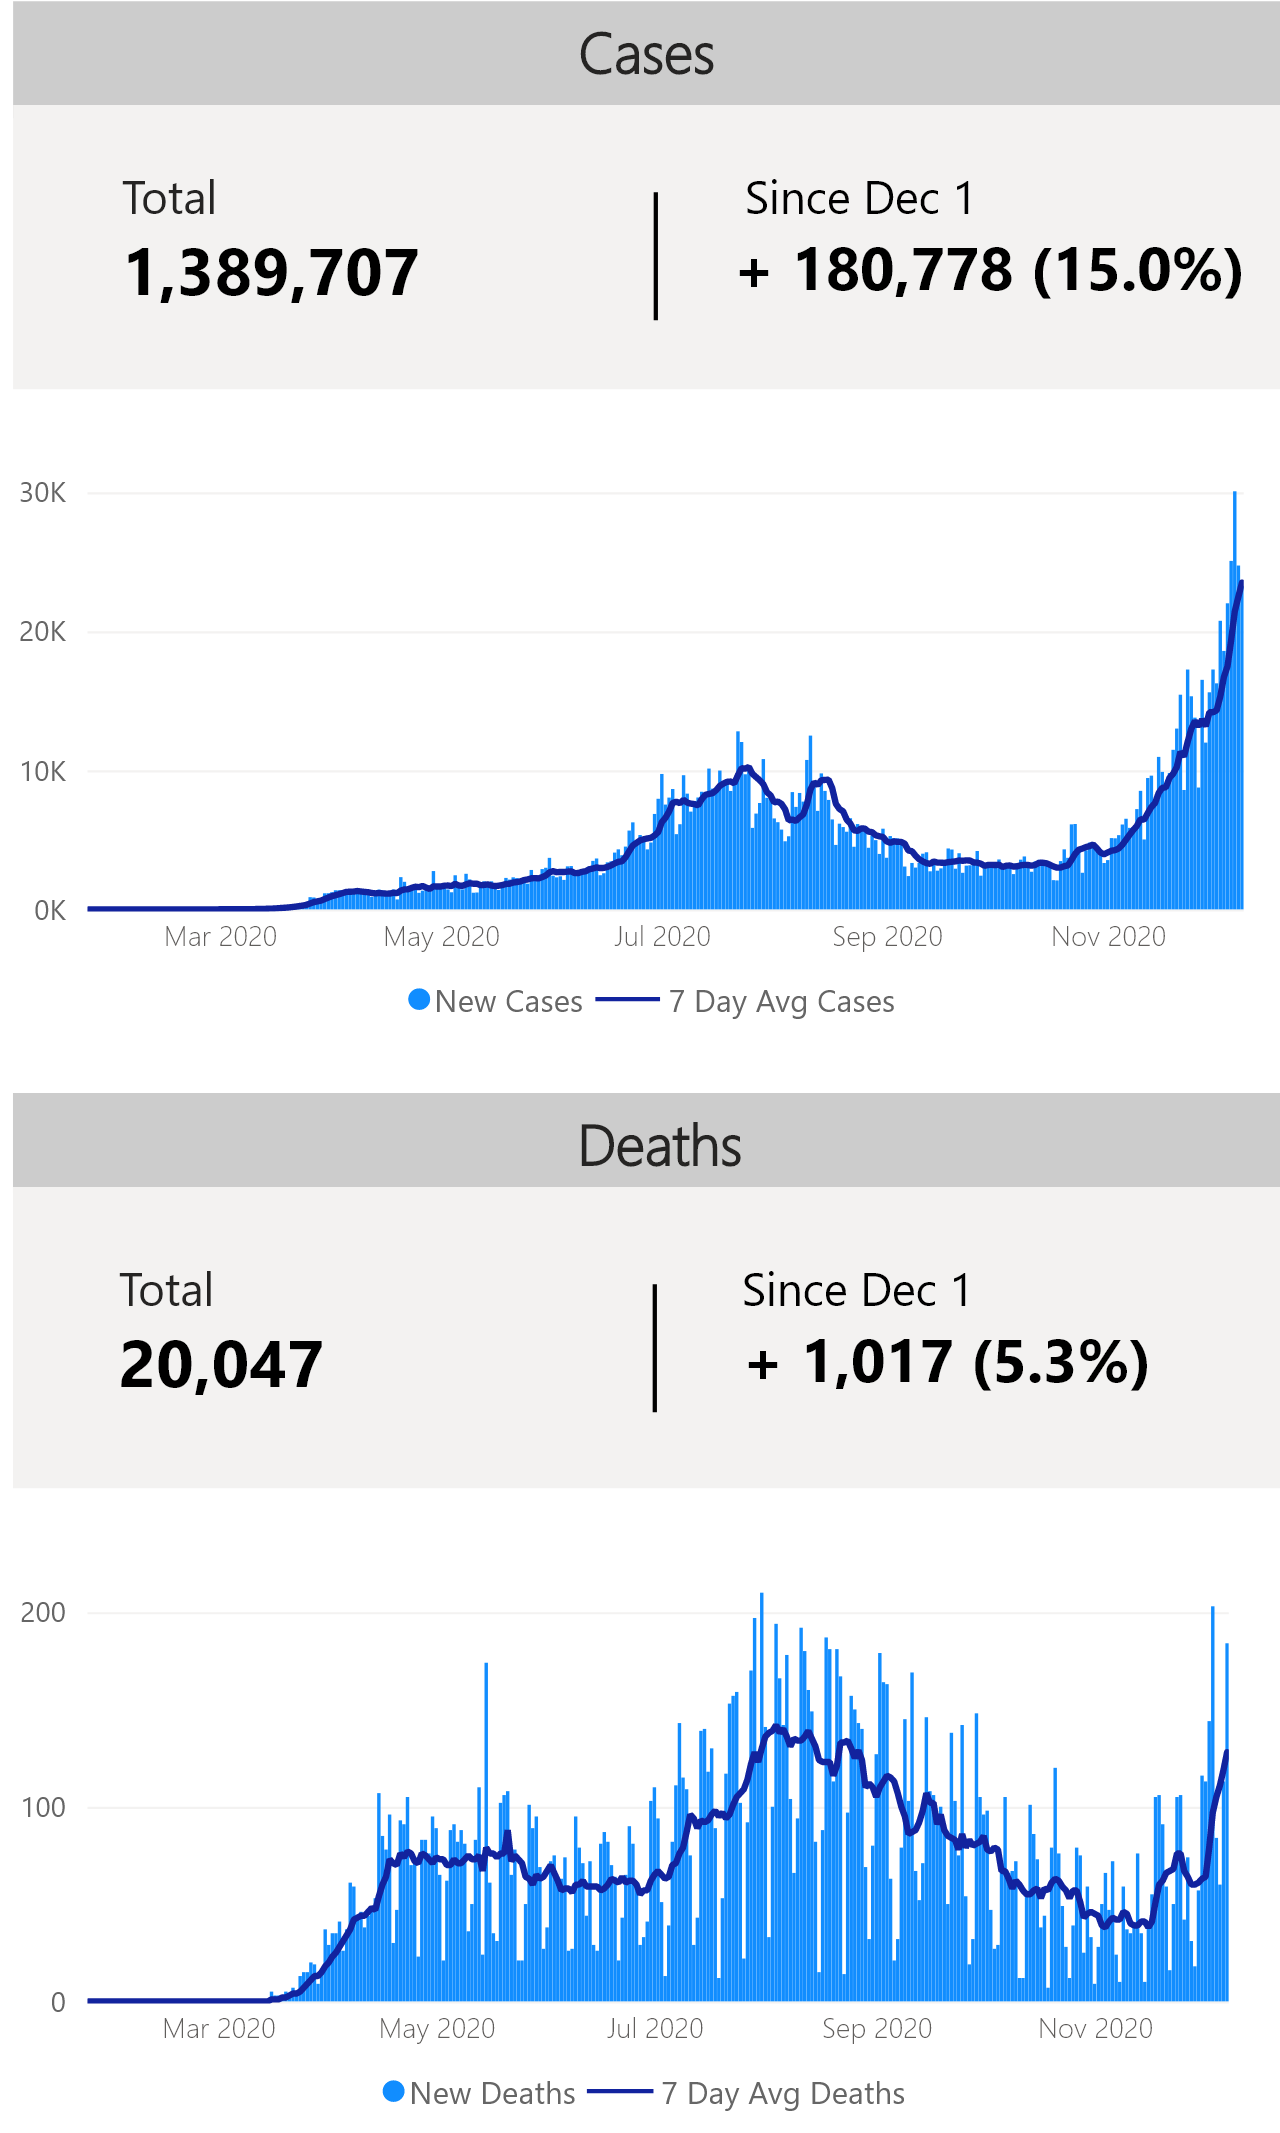 Cases
Total
Since Dec 1
1,389,707
+ 180,778 (15.0%)
30K
20K
10K
0K
Mar 2020 May 2020 Jul 2020 Sep 2020 Nov 2020
New Cases 7 Day Avg Cases
Deaths
Total
Since Dec 1
20,047
+ 1,017 (5.3%)
200
100
0
Mar 2020 May 2020 Jul 2020 Sep 2020 Nov 2020
New Deaths 7 Day Avg Deaths